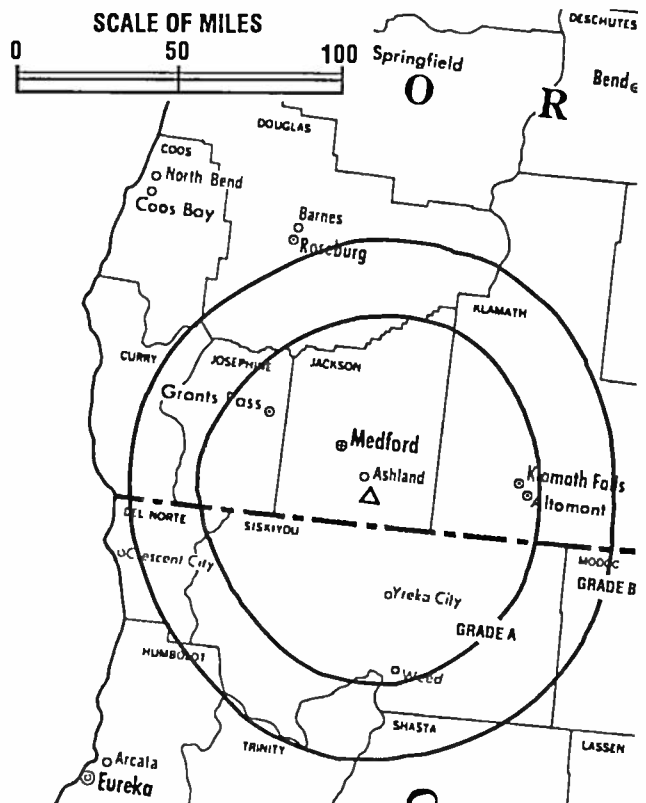 SCALE OF MILES
0 50 100
DESCHUTES
Springfield
Bend
O R
DOUGLAS
COOS
North Bend
Coos Bay
Barnes
Roseburg
KLAMATH
CURRY
JOSEPHINE
JACKSON
Grants Pass
Medford
Ashland
Klamath Falls
Altamont
DEL NORTE
SISKIYOU
MODOC
Crescent City
GRADE B
Yreka City
GRADE A
HUMBOLDT
Weed
SHASTA
TRINITY
LASSEN
Arcata
Eureka
C